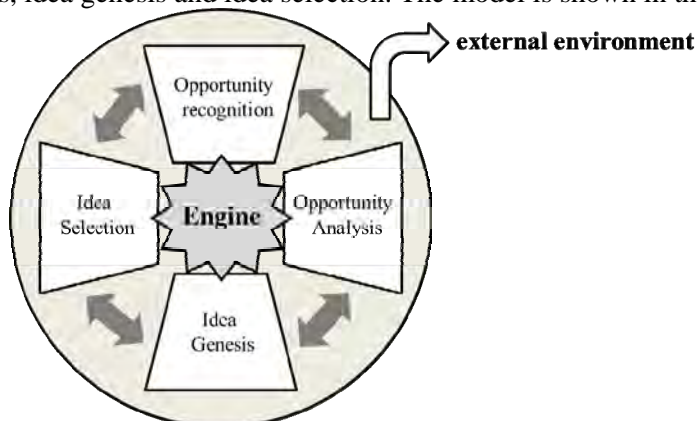 s, idea genesis and idea selection. The model is shown in th
external environment
Opportunity
recognition
Idea
Selection
Engine
Opportunity
Analysis
Idea
Genesis